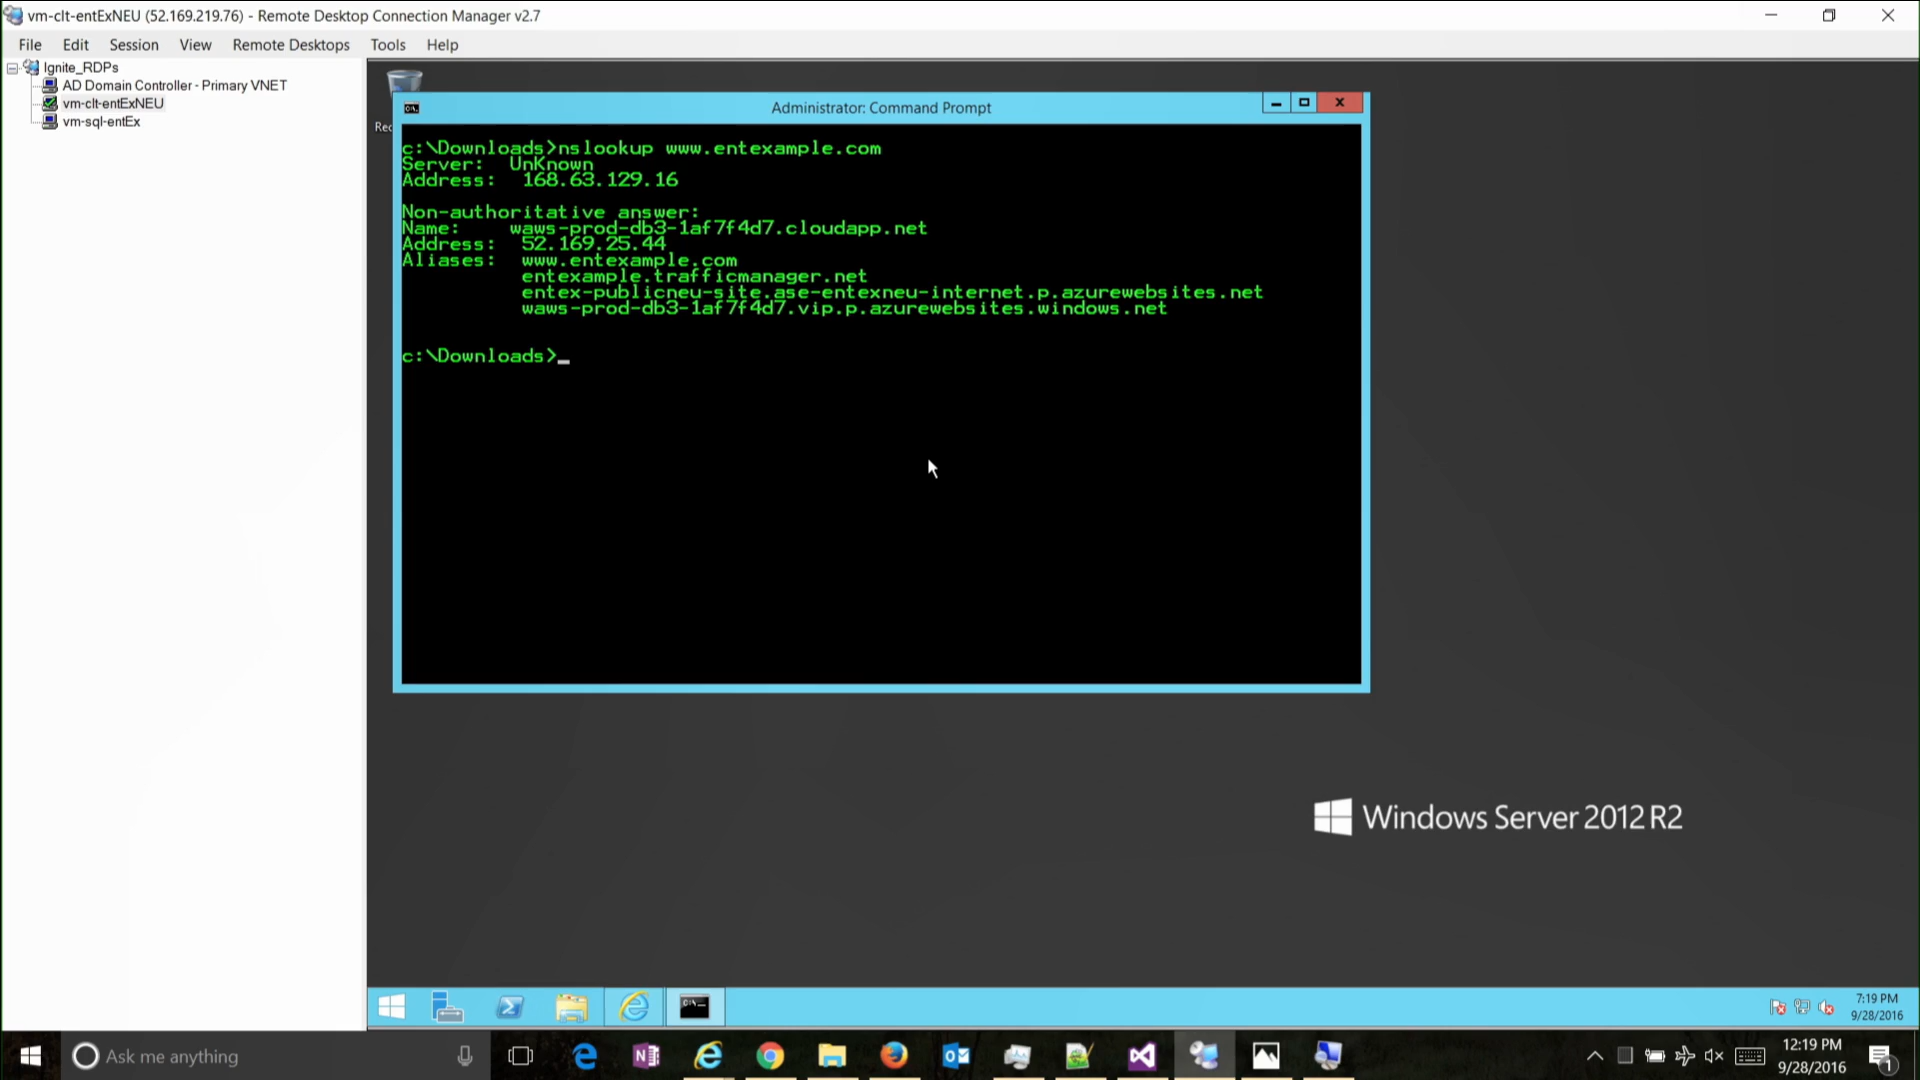 vm-clt-entExNEU (52.169.219.76) - Remote Desktop Connection Manager v2.7
File Edit Session View Remote Desktops Tools Help
Ignite_RDPs
AD Domain Controller - Primary VNET
vm-clt-entExNEU
vm-sql-entEx
Administrator: Command Prompt
c:\Downloads>nslookup www.entexample.com
Server: UnKnown
Address: 168.63.129.16
Non-authoritative answer:
Name: waws-prod-db3-1af7f4d7.cloudapp.net
Address: 52.169.25.44
Aliases: www.entexample.com
entexample.trafficmanager.net
entex-publicneu-site.ase-entexneu-internet.p.azurewebsites.net
waws-prod-db3-1af7f4d7.vip.p.azurewebsites.windows.net
c:\Downloads>_
Windows Server 2012 R2
7:19 PM
9/28/2016
Ask me anything
12:19 PM
9/28/2016
1